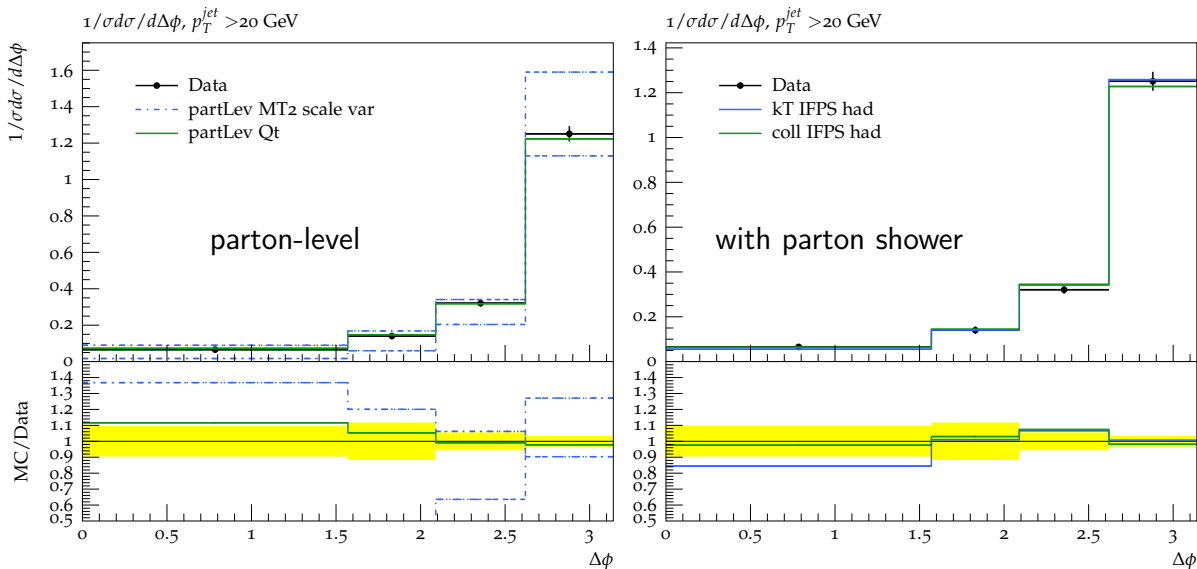 1/σdσ/dΔϕ, p_T^{jet} >20 GeV
1/σdσ/dΔϕ
1.6
1.4
1.2
1
0.8
0.6
0.4
0.2
0
Data
partLev MT2 scale var
partLev Qt
parton-level
MC/Data
1.4
1.3
1.2
1.1
1
0.9
0.8
0.7
0.6
0.5
0 0.5 1 1.5 2 2.5 3
Δϕ
1/σdσ/dΔϕ, p_T^{jet} >20 GeV
1.4
1.2
1
0.8
0.6
0.4
0.2
0
Data
kT IFPS had
coll IFPS had
with parton shower
1.4
1.3
1.2
1.1
1
0.9
0.8
0.7
0.6
0.5
0 0.5 1 1.5 2 2.5 3
Δϕ